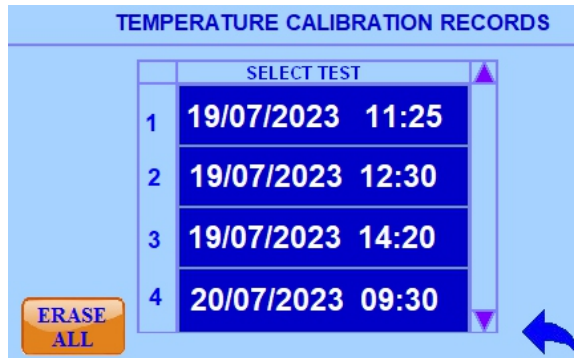 TEMPERATURE CALIBRATION RECORDS
SELECT TEST
1 19/07/2023 11:25
2 19/07/2023 12:30
3 19/07/2023 14:20
4 20/07/2023 09:30
ERASE
ALL